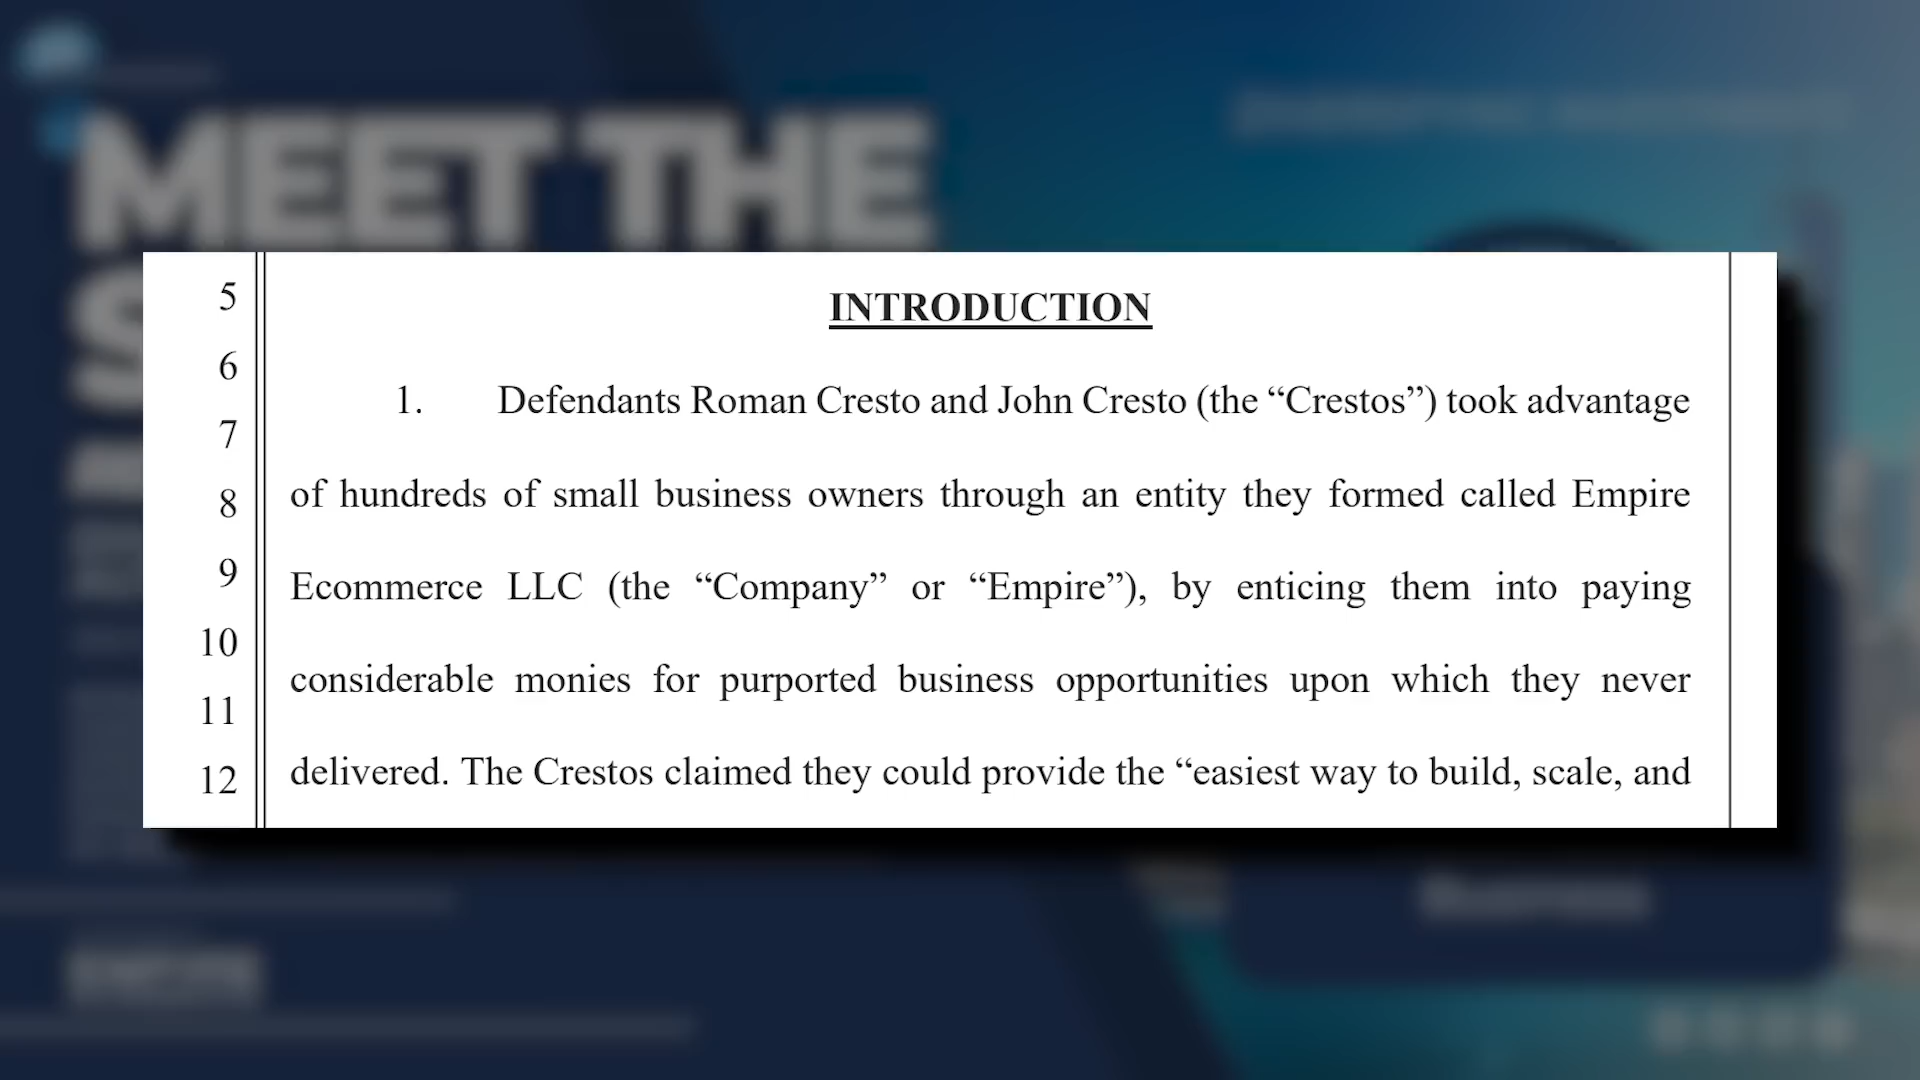 MEET THE
5
INTRODUCTION
6
1. Defendants Roman Cresto and John Cresto (the “Crestos”) took advantage
7
of hundreds of small business owners through an entity they formed called Empire
8
Ecommerce LLC (the “Company” or “Empire”), by enticing them into paying
9
10
considerable monies for purported business opportunities upon which they never
11
delivered. The Crestos claimed they could provide the “easiest way to build, scale, and
12